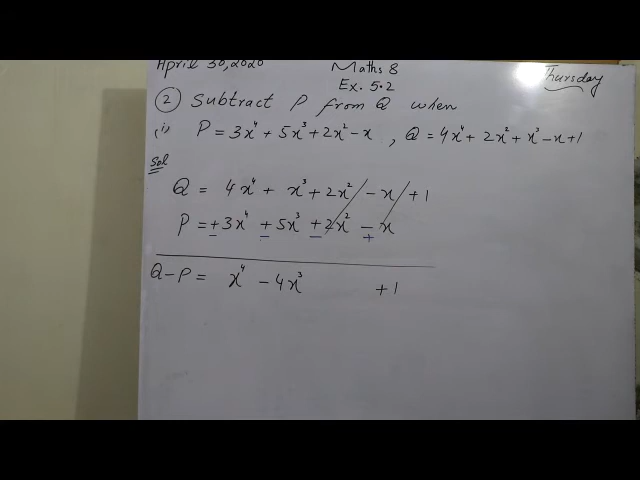 April 30, 2020 Maths 8 Thursday
Ex. 5.2
② Subtract P from Q when
(i) P = 3x⁴ + 5x³ + 2x² - x , Q = 4x⁴ + 2x² + x³ - x + 1
Sol
Q = 4x⁴ + x³ + 2x² - x + 1
P = ±3x⁴ ±5x³ ±2x² ∓x
Q-P = x⁴ - 4x³ +1